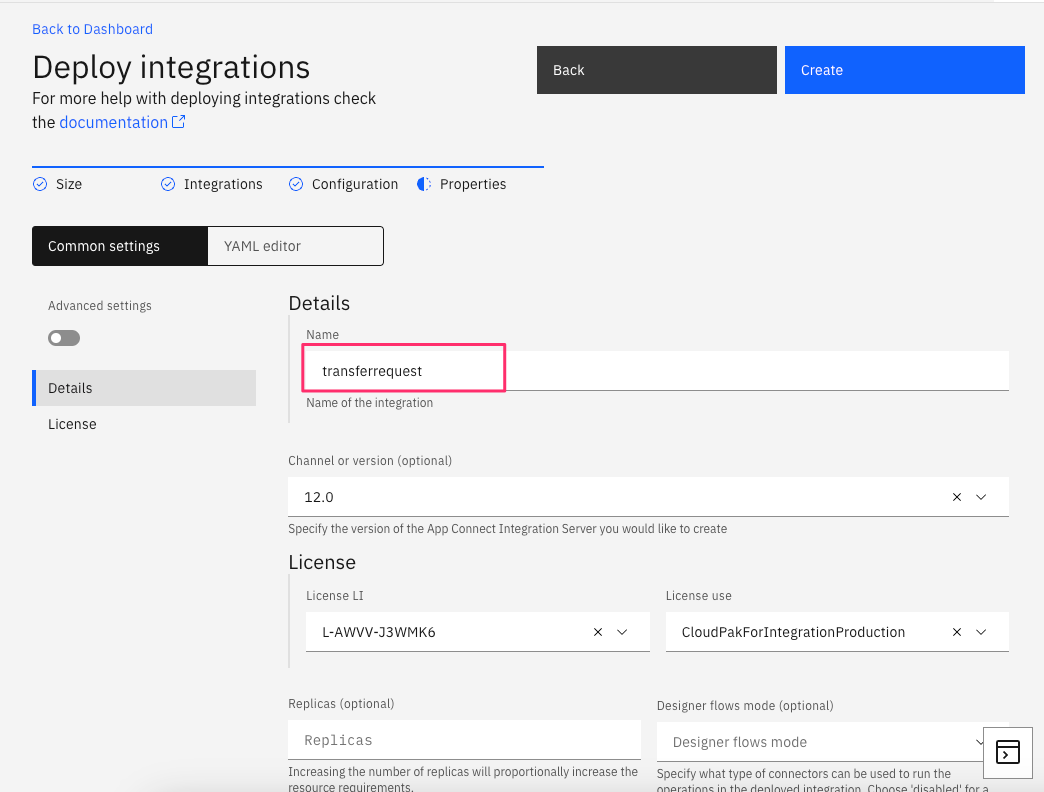 Back to Dashboard
Deploy integrations
For more help with deploying integrations check
the documentation
Back
Create
Size
Integrations
Configuration
Properties
Common settings
YAML editor
Advanced settings
Details
License
Details
Name
transferrequest
Name of the integration
Channel or version (optional)
12.0
Specify the version of the App Connect Integration Server you would like to create
License
License LI
L-AWVV-J3WMK6
License use
CloudPakForIntegrationProduction
Replicas (optional)
Replicas
Increasing the number of replicas will proportionally increase the
resource requirements.
Designer flows mode (optional)
Designer flows mode
Specify what type of connectors can be used to run the
operations in the deployed integration. Choose 'disabled' for a